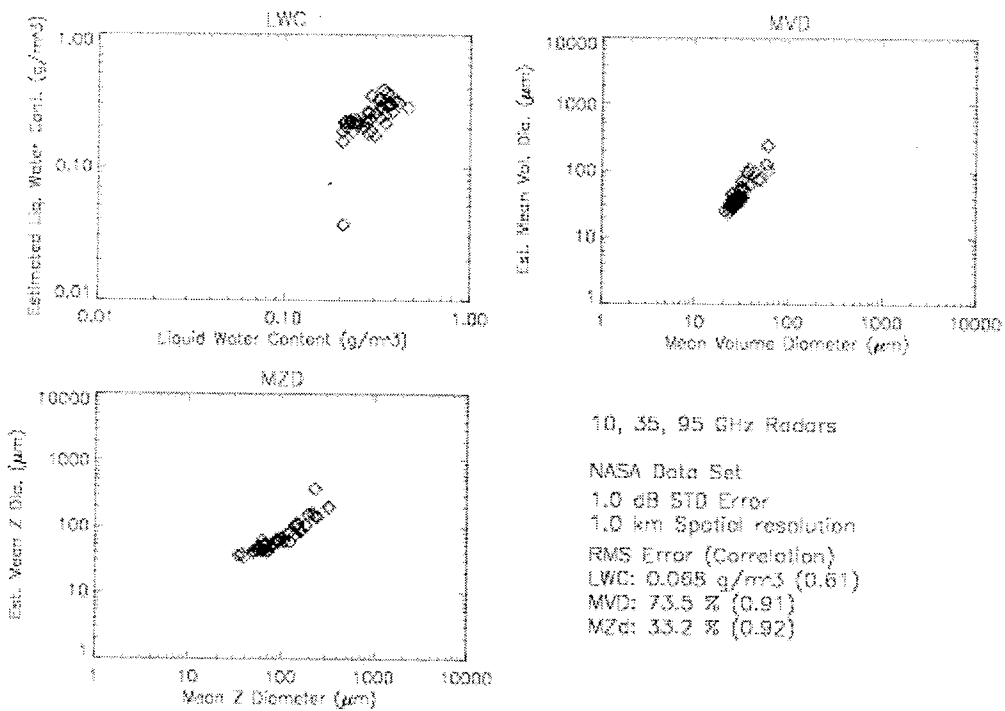 LWC
1.00
0.10
0.01
Estimated Liq. Water Cont. (g/m3)
0.01 0.10 1.00
Liquid Water Content (g/m3)
MVD
10000
1000
100
10
1
Est. Mean Vol. Dia. (μm)
1 10 100 1000 10000
Mean Volume Diameter (μm)
MZD
10000
1000
100
10
1
Est. Mean Z Dia. (μm)
1 10 100 1000 10000
Mean Z Diameter (μm)
10, 35, 95 GHz Radars
NASA Data Set
1.0 dB STD Error
1.0 km Spatial resolution
RMS Error (Correlation)
LWC: 0.068 g/m3 (0.61)
MVD: 73.5 % (0.91)
MZd: 33.2 % (0.92)